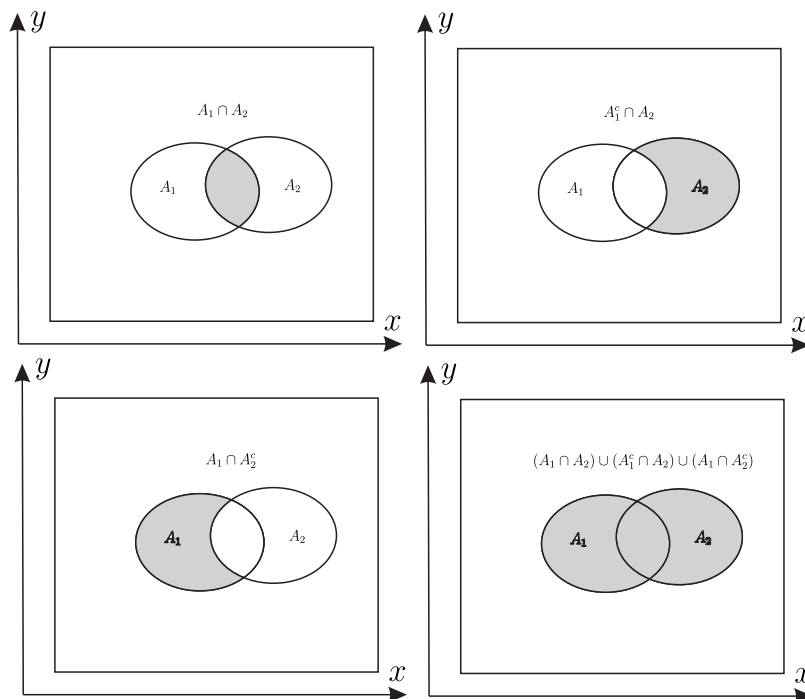 y
A₁ ∩ A₂
A₁ A₂
x
y
A₁ᶜ ∩ A₂
A₁ A₂
x
y
A₁ ∩ A₂ᶜ
A₁ A₂
x
y
(A₁ ∩ A₂) ∪ (A₁ᶜ ∩ A₂) ∪ (A₁ ∩ A₂ᶜ)
A₁ A₂
x